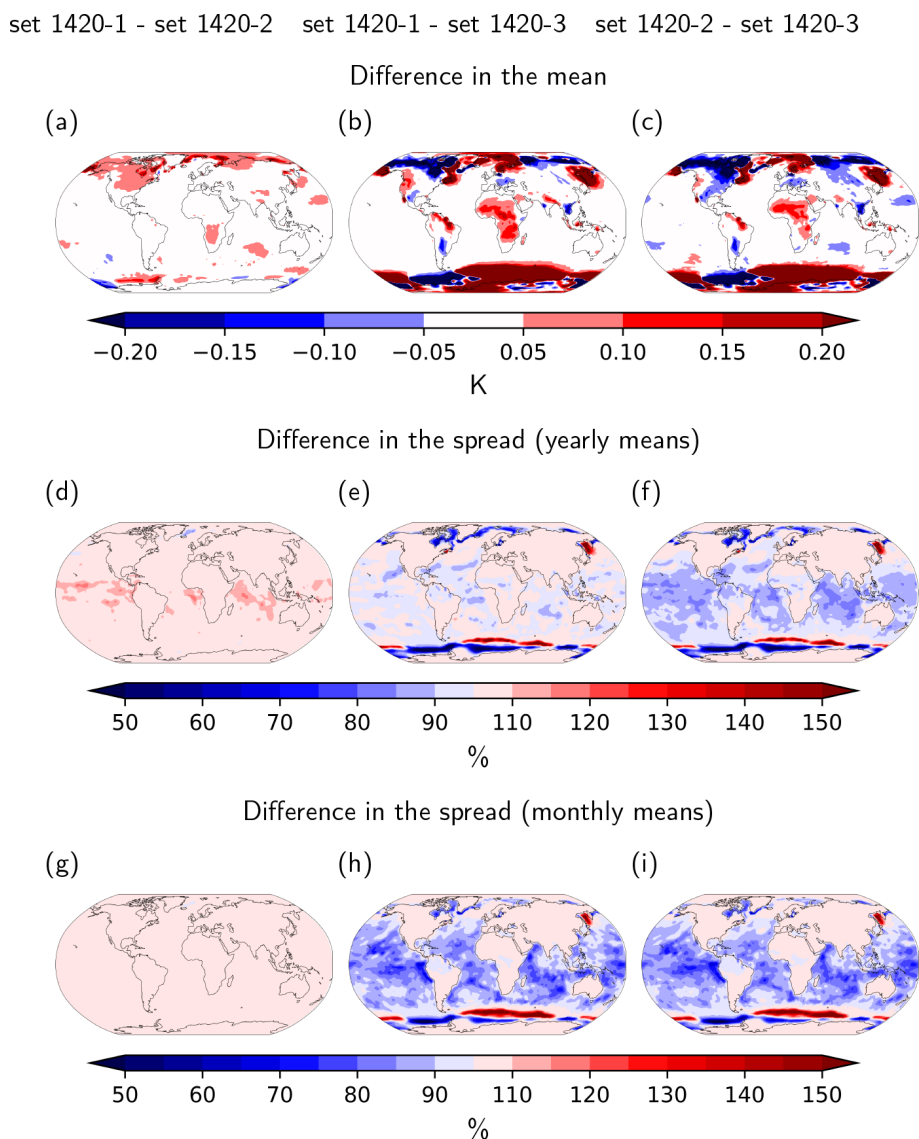 set 1420-1 - set 1420-2 set 1420-1 - set 1420-3 set 1420-2 - set 1420-3
Difference in the mean
(a) (b) (c)
−0.20 −0.15 −0.10 −0.05 0.05 0.10 0.15 0.20
K
Difference in the spread (yearly means)
(d) (e) (f)
50 60 70 80 90 110 120 130 140 150
%
Difference in the spread (monthly means)
(g) (h) (i)
50 60 70 80 90 110 120 130 140 150
%